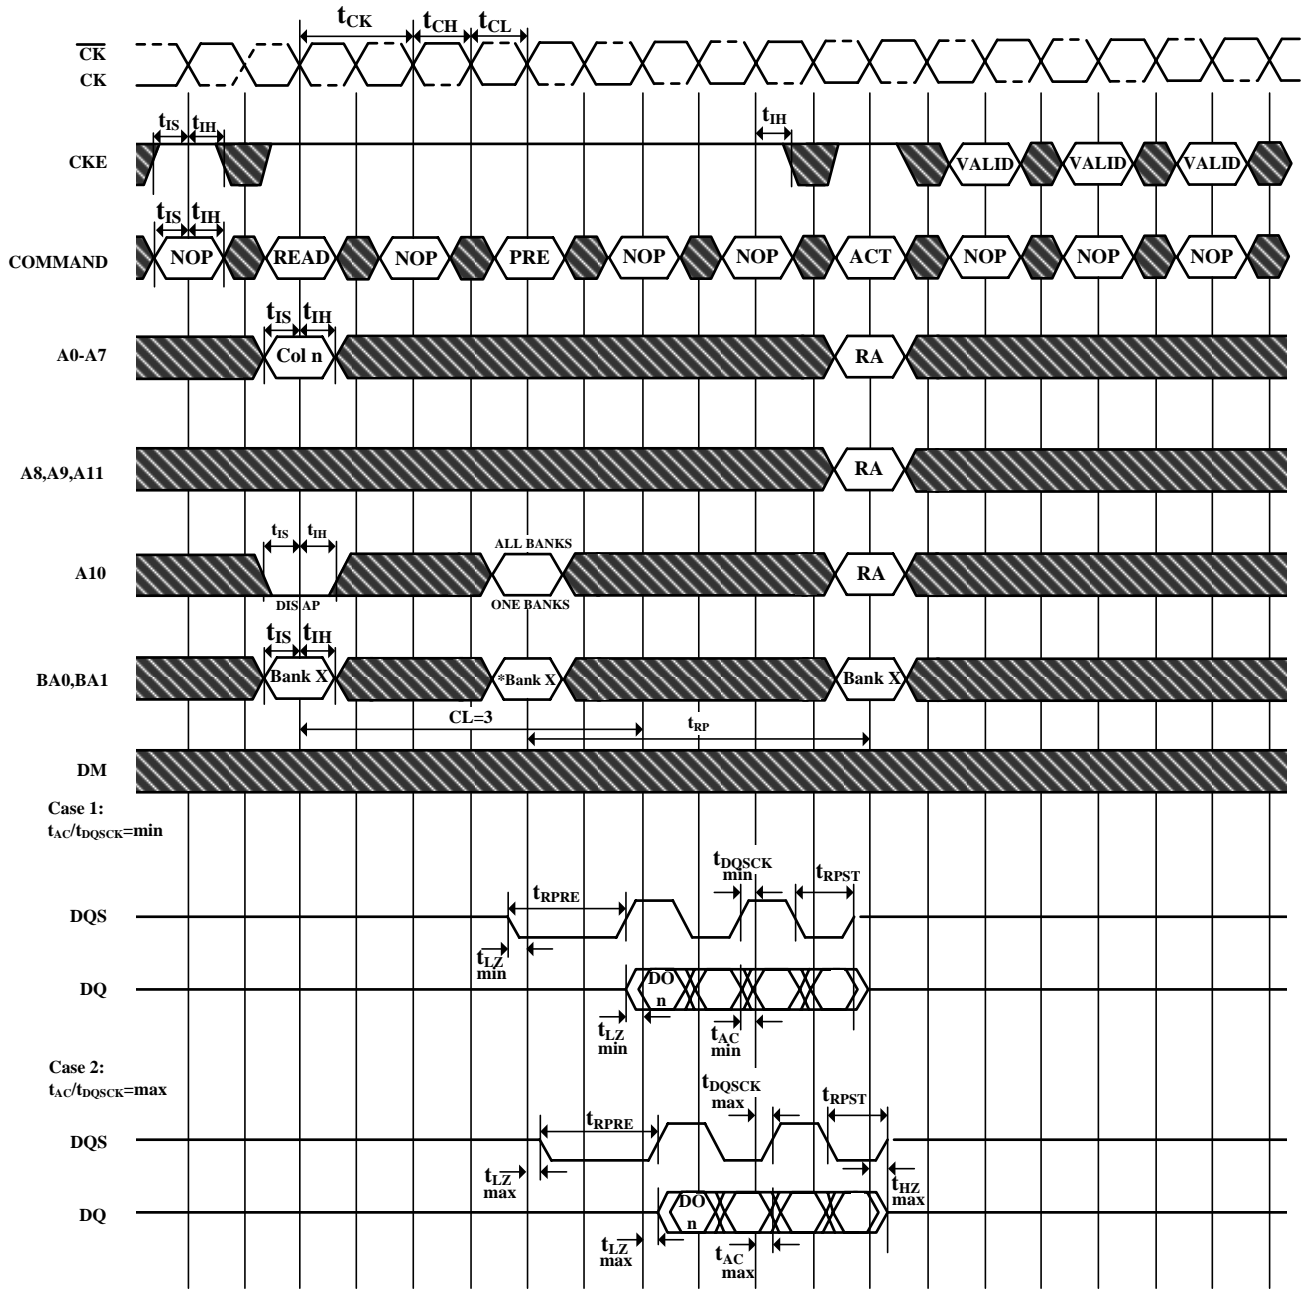 tCK tCH tCL
CK
CK
tIS tIH tIH
CKE VALID VALID VALID
tIS tIH
COMMAND NOP READ NOP PRE NOP NOP ACT NOP NOP NOP
tIS tIH
A0-A7 Col n RA
A8,A9,A11 RA
tIS tIH ALL BANKS
A10 RA
DIS AP ONE BANKS
tIS tIH
BA0,BA1 Bank X *Bank X Bank X
CL=3 tRP
DM
Case 1:
tAC/tDQSCK=min
tDQSCK
min
tRPRE tRPST
DQS
tLZ
min
DQ DO
n
tLZ
min
tAC
min
Case 2:
tAC/tDQSCK=max
tDQSCK
max
tRPRE tRPST
DQS
tLZ
max
tHZ
max
DQ DO
n
tLZ
max
tAC
max